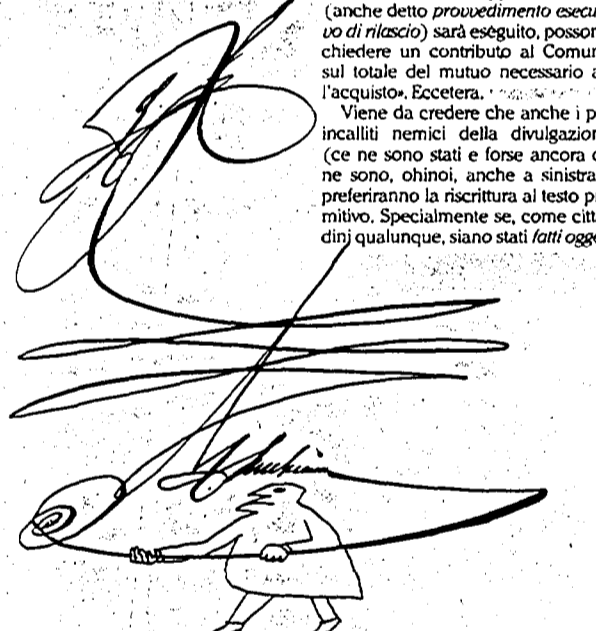 (anche detto provvedimento esecu
vo di rilascio) sarà eseguito, posson
chiedere un contributo al Comun
sul totale del mutuo necessario a
l'acquisto». Eccetera.
Viene da credere che anche i p
incalliti nemici della divulgazion
(ce ne sono stati e forse ancora c
ne sono, ohinoi, anche a sinistra
preferiranno la riscrittura al testo p
mitivo. Specialmente se, come citt
dini qualunque, siano stati fatti ogge